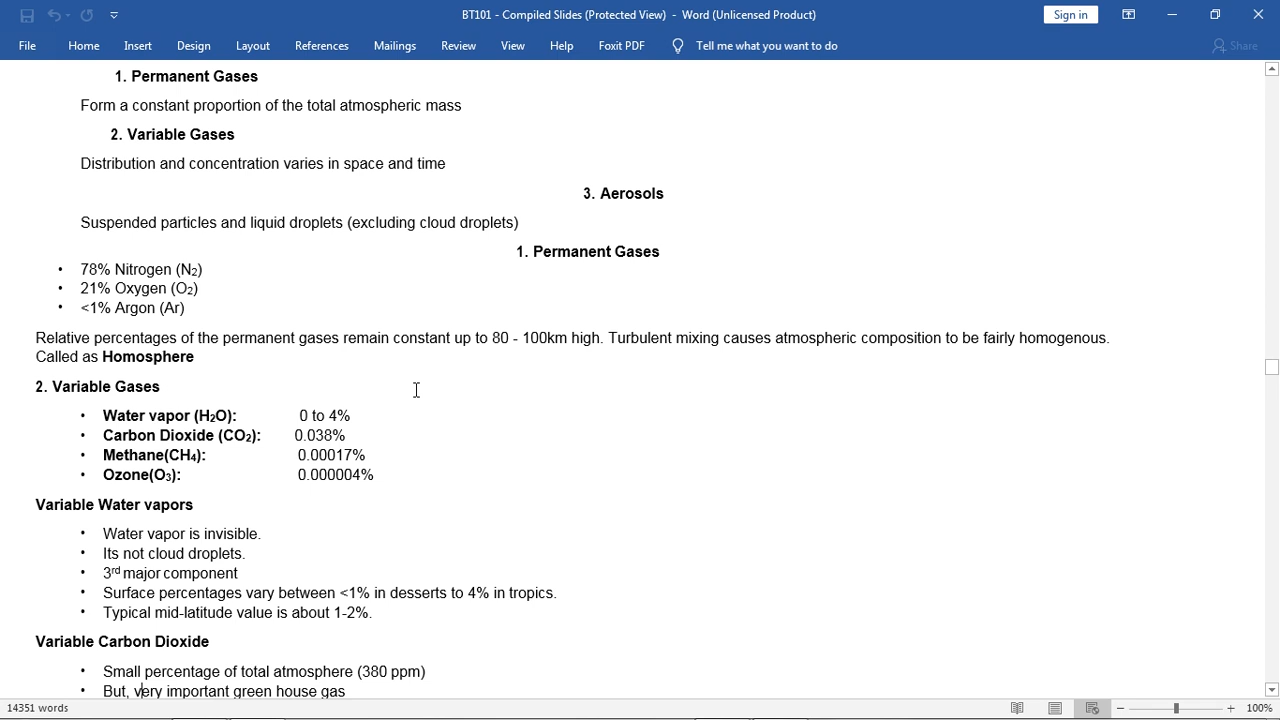 BT101 - Compiled Slides (Protected View) - Word (Unlicensed Product)
Sign in
File Home Insert Design Layout References Mailings Review View Help Foxit PDF Tell me what you want to do Share
1. Permanent Gases
Form a constant proportion of the total atmospheric mass
2. Variable Gases
Distribution and concentration varies in space and time
3. Aerosols
Suspended particles and liquid droplets (excluding cloud droplets)
1. Permanent Gases
• 78% Nitrogen (N₂)
• 21% Oxygen (O₂)
• <1% Argon (Ar)
Relative percentages of the permanent gases remain constant up to 80 - 100km high. Turbulent mixing causes atmospheric composition to be fairly homogenous.
Called as Homosphere
2. Variable Gases
• Water vapor (H₂O): 0 to 4%
• Carbon Dioxide (CO₂): 0.038%
• Methane(CH₄): 0.00017%
• Ozone(O₃): 0.000004%
Variable Water vapors
• Water vapor is invisible.
• Its not cloud droplets.
• 3rd major component
• Surface percentages vary between <1% in desserts to 4% in tropics.
• Typical mid-latitude value is about 1-2%.
Variable Carbon Dioxide
• Small percentage of total atmosphere (380 ppm)
• But, very important green house gas
14351 words
100%